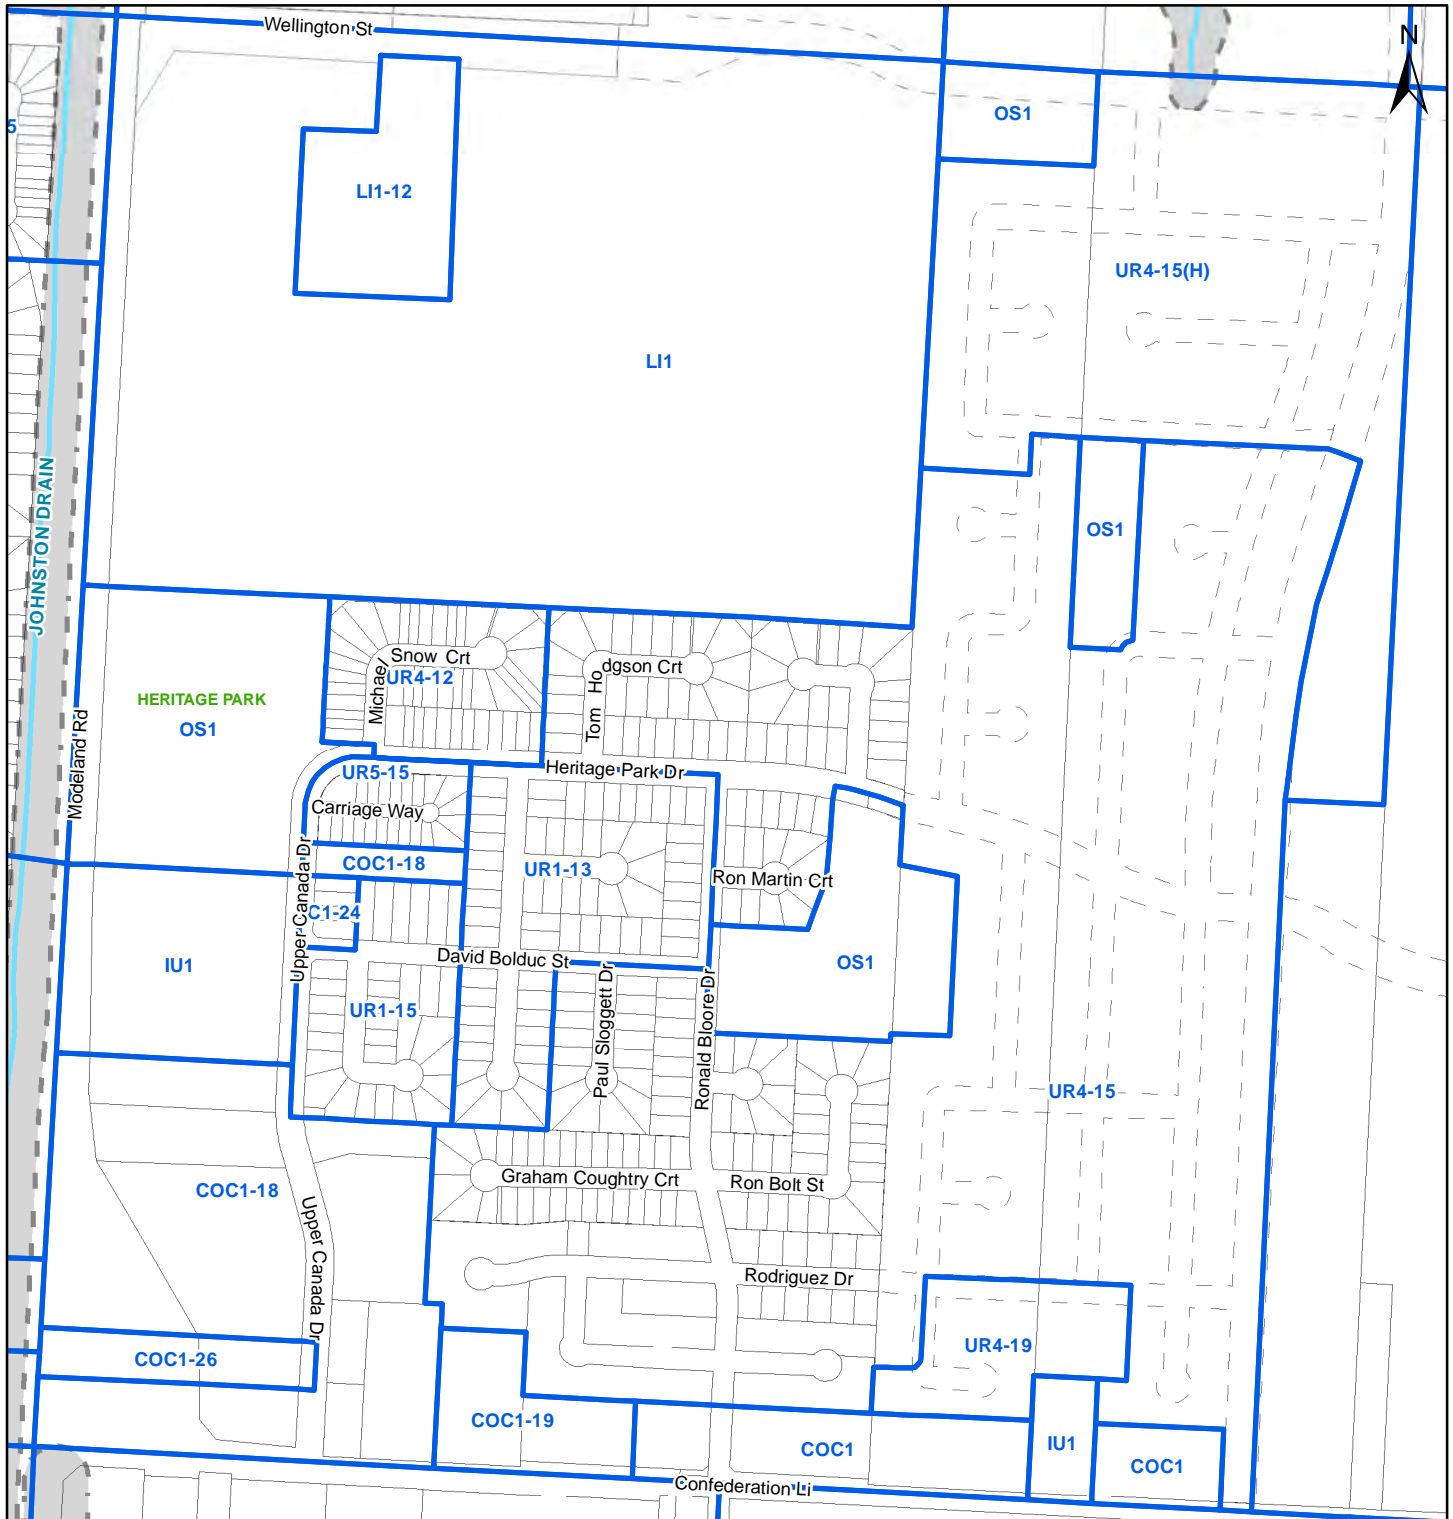 Wellington St
N
OS1
5
LI1-12
UR4-15(H)
LI1
OS1
JOHNSTON DRAIN
Snow Crt
Michael
UR4-12
Tom Ho
dgson Crt
HERITAGE PARK
OS1
Modeland Rd
Heritage Park Dr
UR5-15
Carriage Way
COC1-18
UR1-13
Ron Martin Crt
Upper Canada Dr
C1-24
David Bolduc St
IU1
OS1
UR1-15
Paul Sloggett Dr
Ronald Bloore Dr
UR4-15
Graham Coughtry Crt
Ron Bolt St
COC1-18
Upper Canada Dr
Rodriguez Dr
UR4-19
COC1-26
COC1-19
COC1
IU1
COC1
Confederation Li